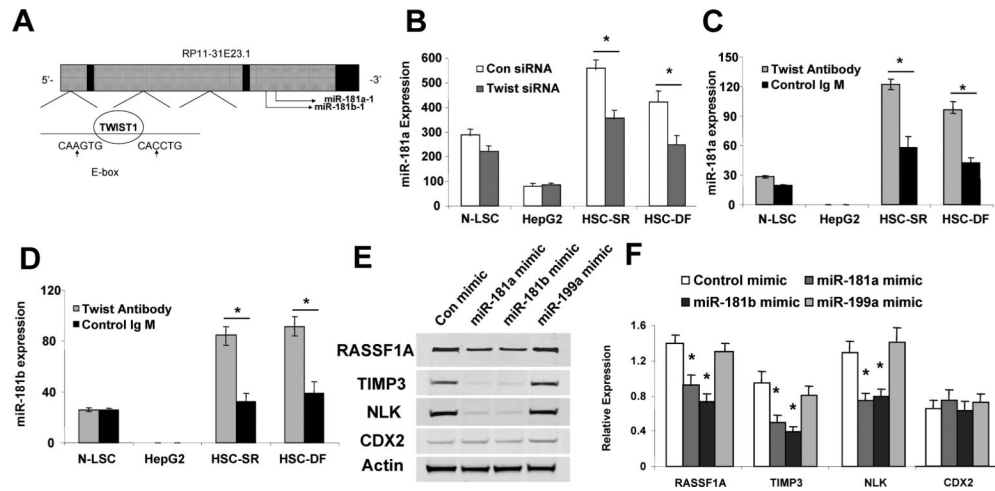 A
RP11-31E23.1
5'-
-3'
miR-181a-1
miR-181b-1
TWIST1
CAAGTG
CACCTG
E-box
B
miR-181a Expression
600
500
400
300
200
100
0
Con siRNA
Twist siRNA
*
*
N-LSC
HepG2
HSC-SR
HSC-DF
C
miR-181a expression
150
120
90
60
30
0
Twist Antibody
Control Ig M
*
*
N-LSC
HepG2
HSC-SR
HSC-DF
D
miR-181b expression
120
80
40
0
Twist Antibody
Control Ig M
*
*
N-LSC
HepG2
HSC-SR
HSC-DF
E
Con mimic
miR-181a mimic
miR-181b mimic
miR-199a mimic
RASSF1A
TIMP3
NLK
CDX2
Actin
F
Control mimic
miR-181a mimic
miR-181b mimic
miR-199a mimic
Relative Expression
1.6
1.2
0.8
0.4
0
* *
* *
* *
RASSF1A
TIMP3
NLK
CDX2